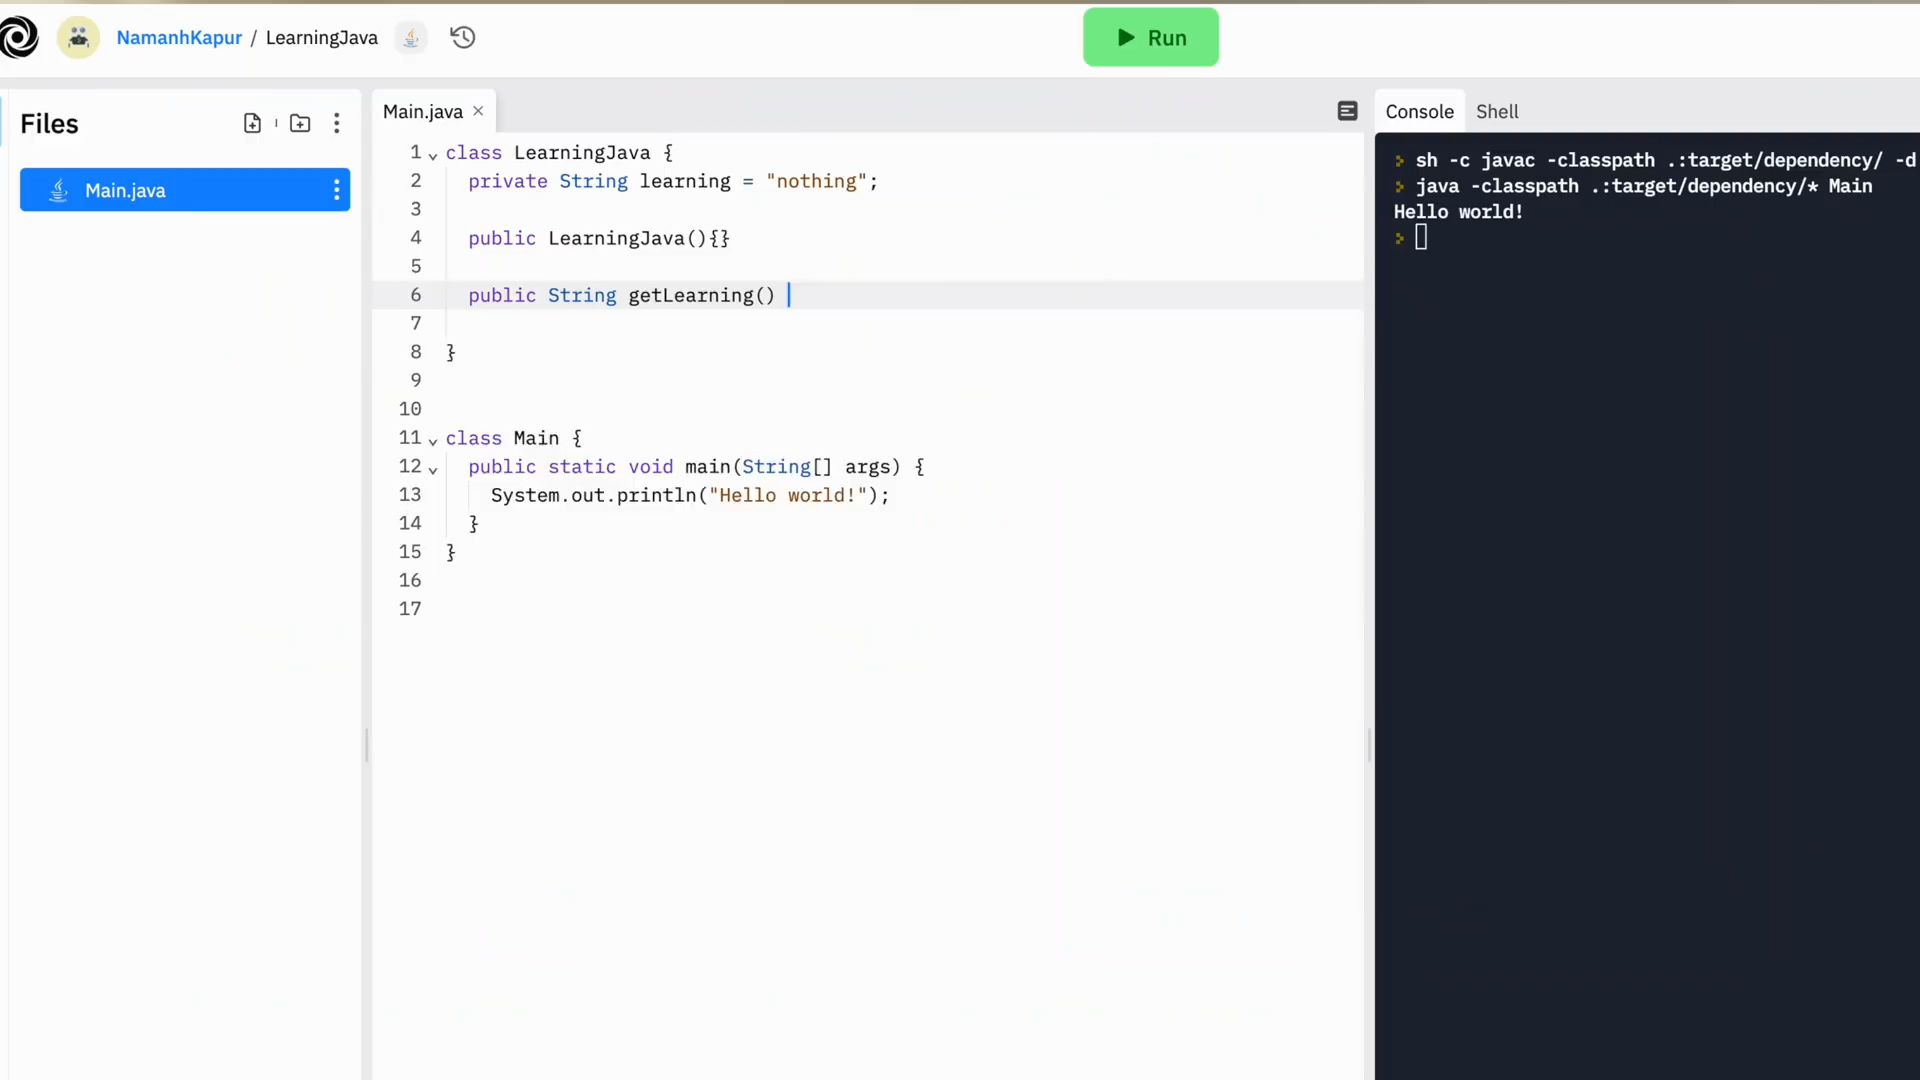 NamanhKapur / LearningJava
Run
Files
Main.java
Main.java ×
1 class LearningJava {
2 private String learning = "nothing";
3
4 public LearningJava(){}
5
6 public String getLearning()
7
8 }
9
10
11 class Main {
12 public static void main(String[] args) {
13 System.out.println("Hello world!");
14 }
15 }
16
17
Console Shell
sh -c javac -classpath .:target/dependency/ -d
java -classpath .:target/dependency/* Main
Hello world!